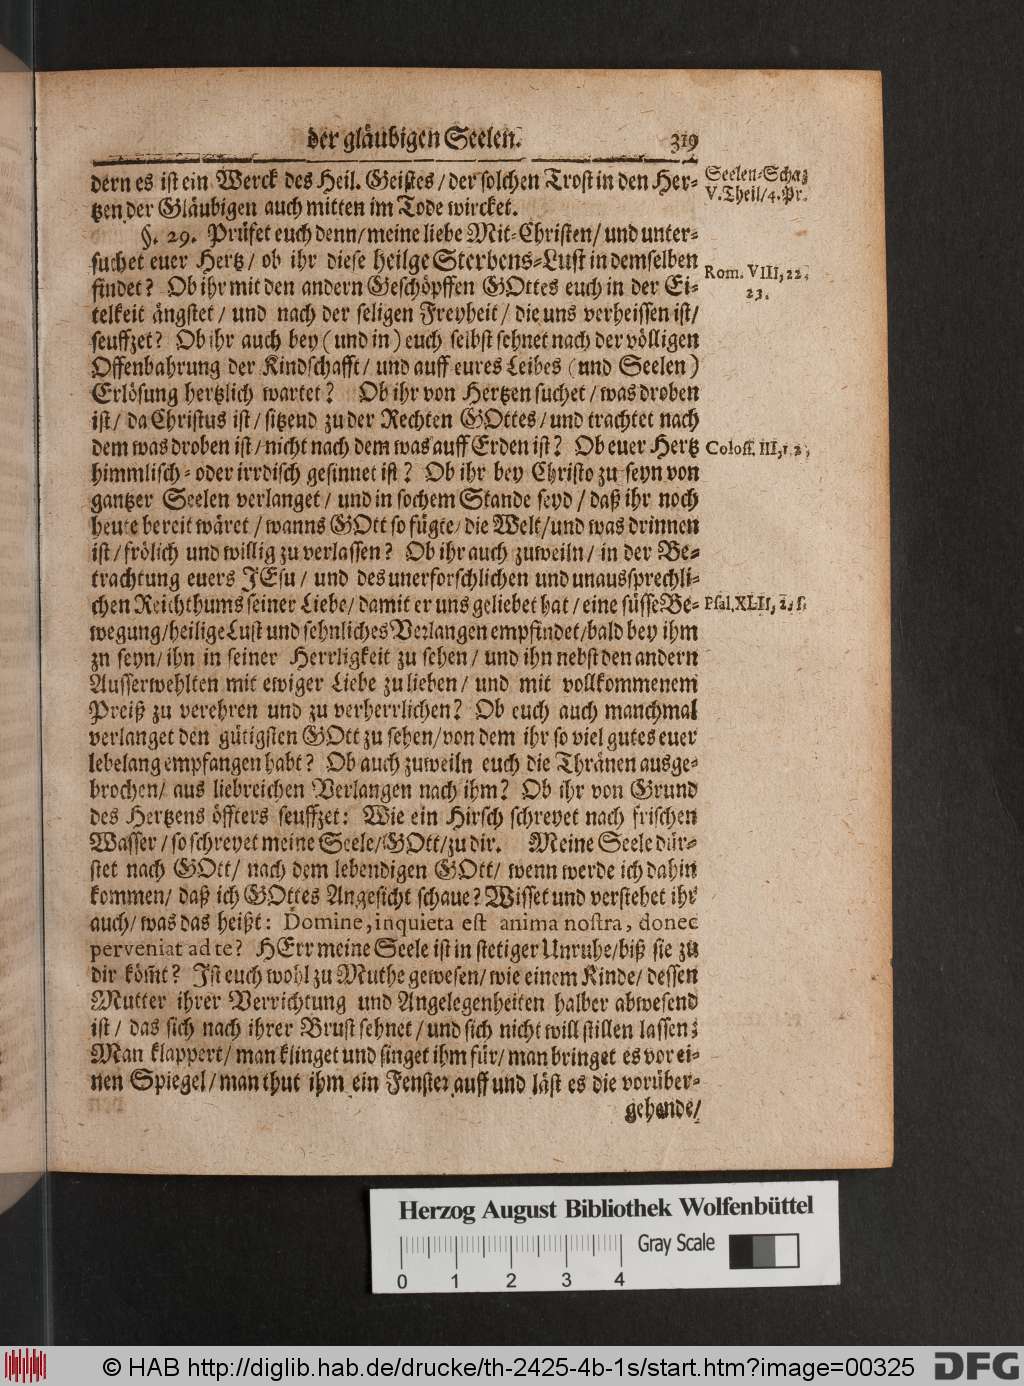 der gläubigen Seelen. 319
dern es ist ein Werck des Heil. Geistes / der solchen Trost in den Her-
tzen der Gläubigen auch mitten im Tode wircket.
Seelen-Schatz
V. Theil / 4. Pr.
§. 29. Prüfet euch denn / meine liebe Mit-Christen / und unter-
suchet euer Hertz / ob ihr diese heilge Sterbens-Lust in demselben
findet? Ob ihr mit den andern Geschöpffen GOttes euch in der Ei-
Rom. VIII, 22.
23.
telkeit ängstet / und nach der seligen Freyheit / die uns verheissen ist /
seuffzet? Ob ihr auch bey (und in) euch selbst sehnet nach der völligen
Offenbahrung der Kindschafft / und auff eures Leibes (und Seelen)
Erlösung hertzlich wartet? Ob ihr von Hertzen suchet / was droben
ist / da Christus ist / sitzend zu der Rechten GOttes / und trachtet nach
dem was droben ist / nicht nach dem was auff Erden ist? Ob euer Hertz
Coloss. III, 1. 2.
himmlisch- oder irrdisch gesinnet ist? Ob ihr bey Christo zu seyn von
gantzer Seelen verlanget / und in sochem Stande seyd / daß ihr noch
heute bereit wäret / wanns GOtt so fügte / die Welt / und was drinnen
ist / frölich und willig zu verlassen? Ob ihr auch zuweiln / in der Be-
trachtung euers JEsu / und des unerforschlichen und unaussprechli-
chen Reichthums seiner Liebe / damit er uns geliebet hat / eine süsse Be-
Psal. XLII, 2. s.
wegung / heilige Lust und sehnliches Verlangen empfindet / bald bey ihm
zn seyn / ihn in seiner Herrligkeit zu sehen / und ihn nebst den andern
Ausserwehlten mit ewiger Liebe zu lieben / und mit vollkommenem
Preiß zu verehren und zu verherrlichen? Ob euch auch manchmal
verlanget den gütigsten GOtt zu sehen / von dem ihr so viel gutes euer
lebelang empfangen habt? Ob auch zuweiln euch die Thränen ausge-
brochen / aus liebreichen Verlangen nach ihm? Ob ihr von Grund
des Hertzens öffters seuffzet: Wie ein Hirsch schreyet nach frischen
Wasser / so schreyet meine Seele / GOtt / zu dir. Meine Seele dür-
stet nach GOtt / nach dem lebendigen GOtt / wenn werde ich dahin
kommen / daß ich GOttes Angesicht schaue? Wisset und verstehet ihr
auch / was das heißt: Domine, inquieta est anima nostra, donec
perveniat ad te? HErr meine Seele ist in stetiger Unruhe / biß sie zu
dir köm̃t? Ist euch wohl zu Muthe gewesen / wie einem Kinde / dessen
Mutter ihrer Verrichtung und Angelegenheiten halber abwesend
ist / das sich nach ihrer Brust sehnet / und sich nicht will stillen lassen;
Man klappert / man klinget und singet ihm für / man bringet es vor ei-
nen Spiegel / man thut ihm ein Fenster auff und läst es die vorüber-
gehende /
Herzog August Bibliothek Wolfenbüttel
Gray Scale
0 1 2 3 4
© HAB http://diglib.hab.de/drucke/th-2425-4b-1s/start.htm?image=00325
DFG